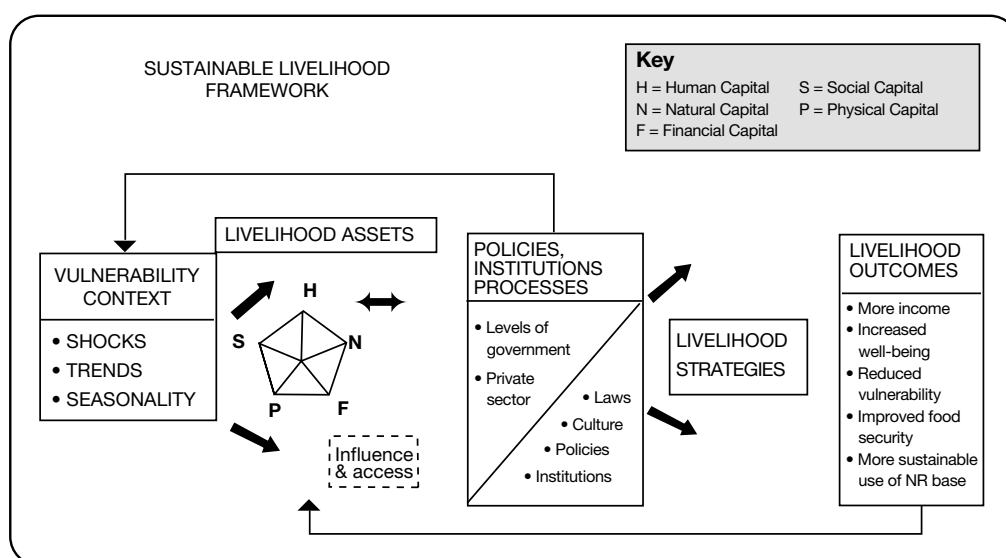 SUSTAINABLE LIVELIHOOD
FRAMEWORK
Key
H = Human Capital
S = Social Capital
N = Natural Capital
P = Physical Capital
F = Financial Capital
LIVELIHOOD ASSETS
VULNERABILITY
CONTEXT
• SHOCKS
• TRENDS
• SEASONALITY
H
S
N
P
F
Influence
& access
POLICIES,
INSTITUTIONS
PROCESSES
• Levels of
government
• Private
sector
• Laws
• Culture
• Policies
• Institutions
LIVELIHOOD
STRATEGIES
LIVELIHOOD
OUTCOMES
• More income
• Increased
well-being
• Reduced
vulnerability
• Improved food
security
• More sustainable
use of NR base